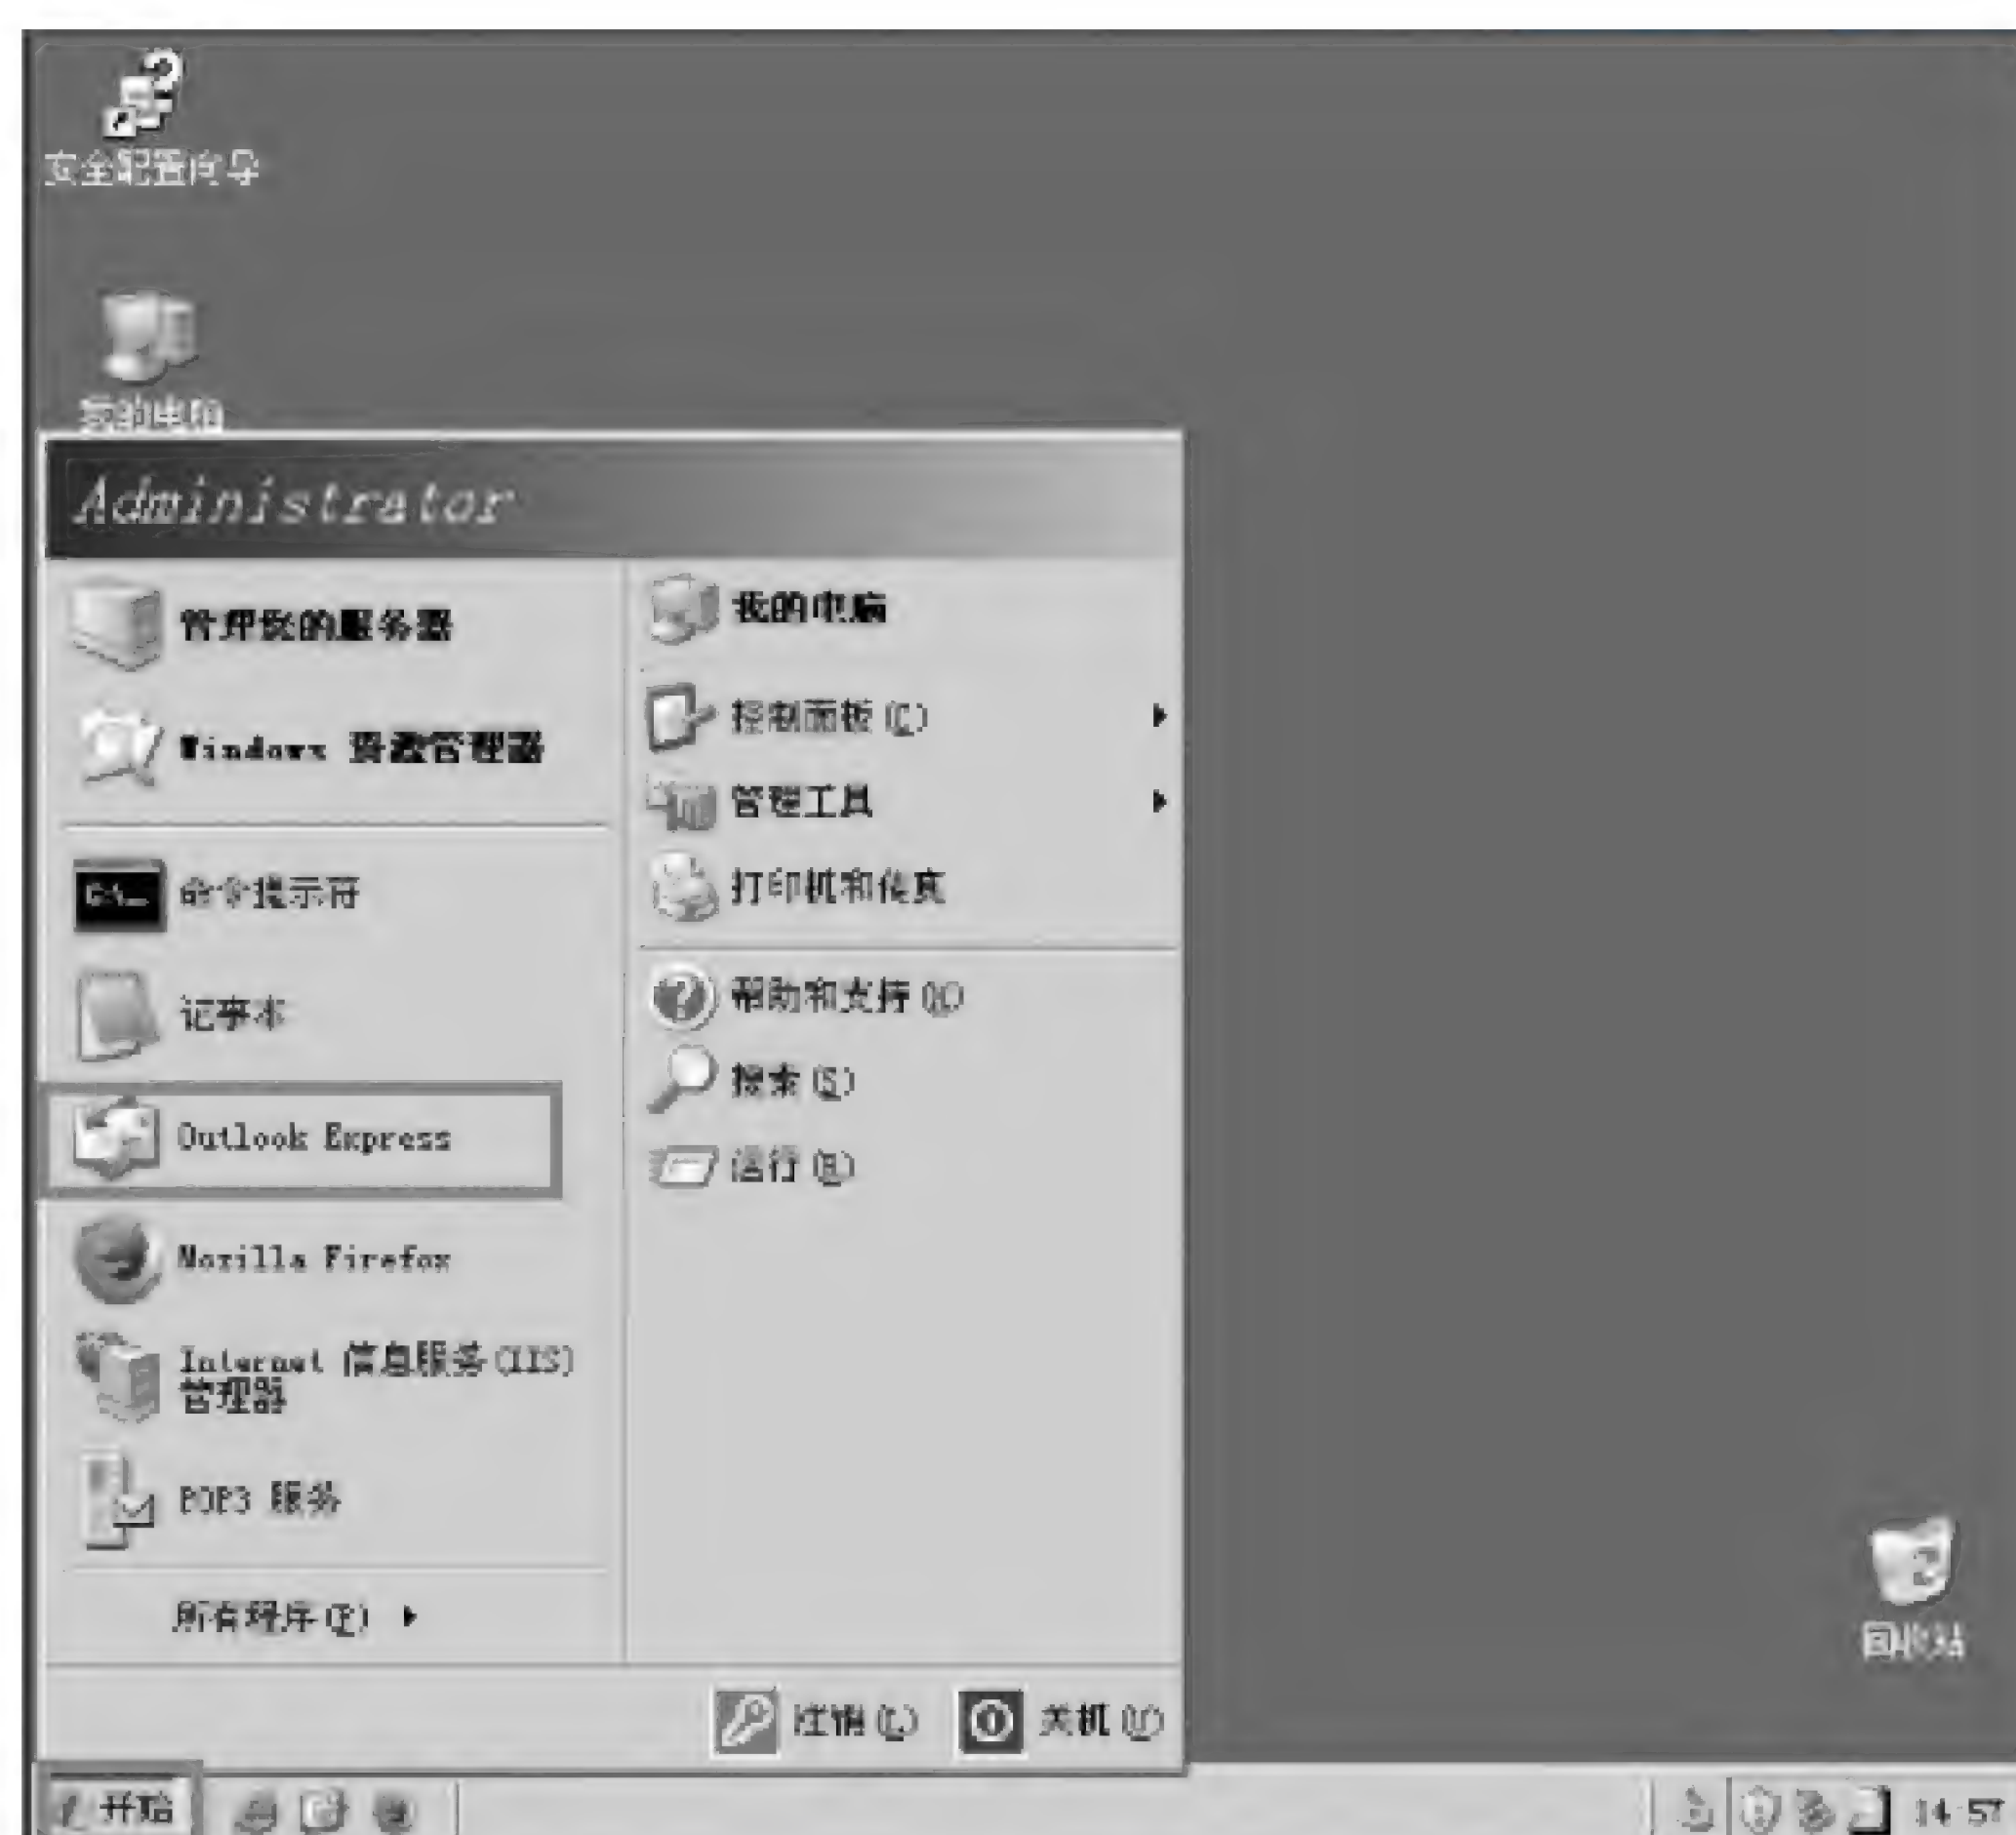 安全配置向导
我的电脑
Administrator
管理您的服务器
Windows 资源管理器
命令提示符
记事本
Outlook Express
Mozilla Firefox
Internet 信息服务(IIS)
管理器
POP3 服务
所有程序(P)
我的电脑
控制面板(C)
管理工具
打印机和传真
帮助和支持(H)
搜索(S)
运行(R)
注销(L)
关机(U)
回收站
开始
14:57